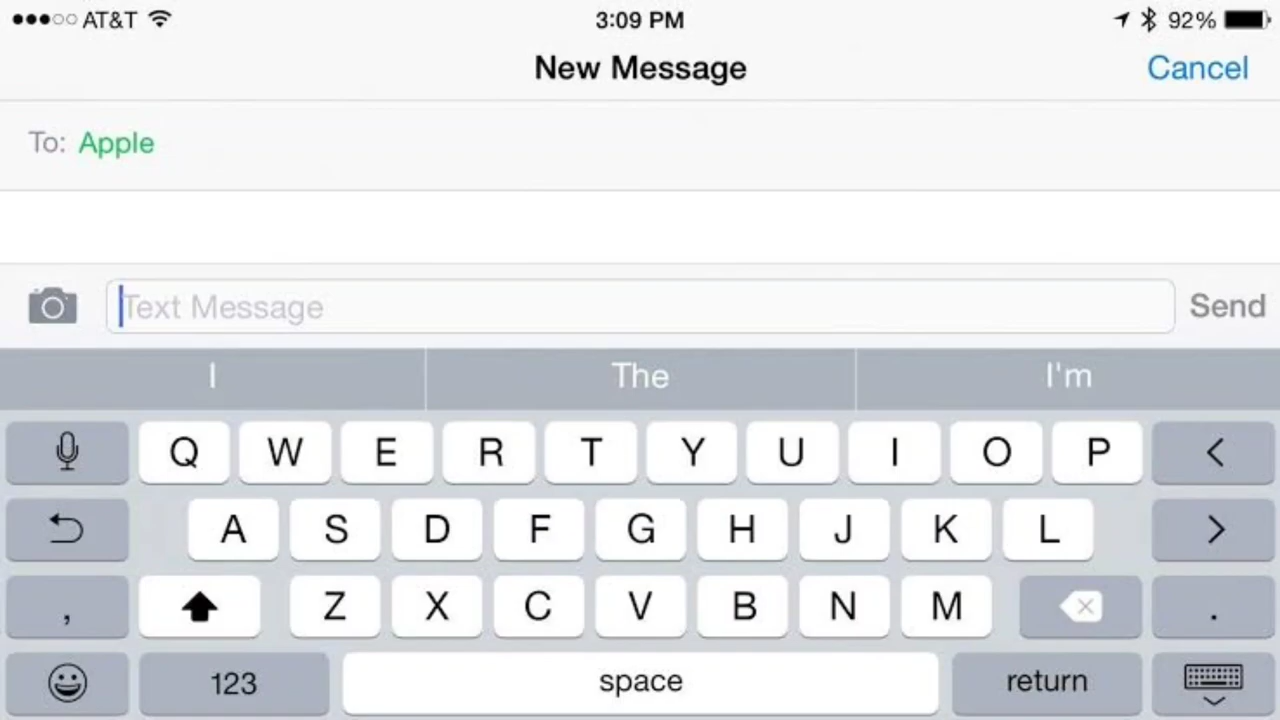 AT&T 3:09 PM 92%
New Message Cancel
To: Apple
Text Message Send
I The I'm
Q W E R T Y U I O P <
A S D F G H J K L >
, Z X C V B N M .
123 space return